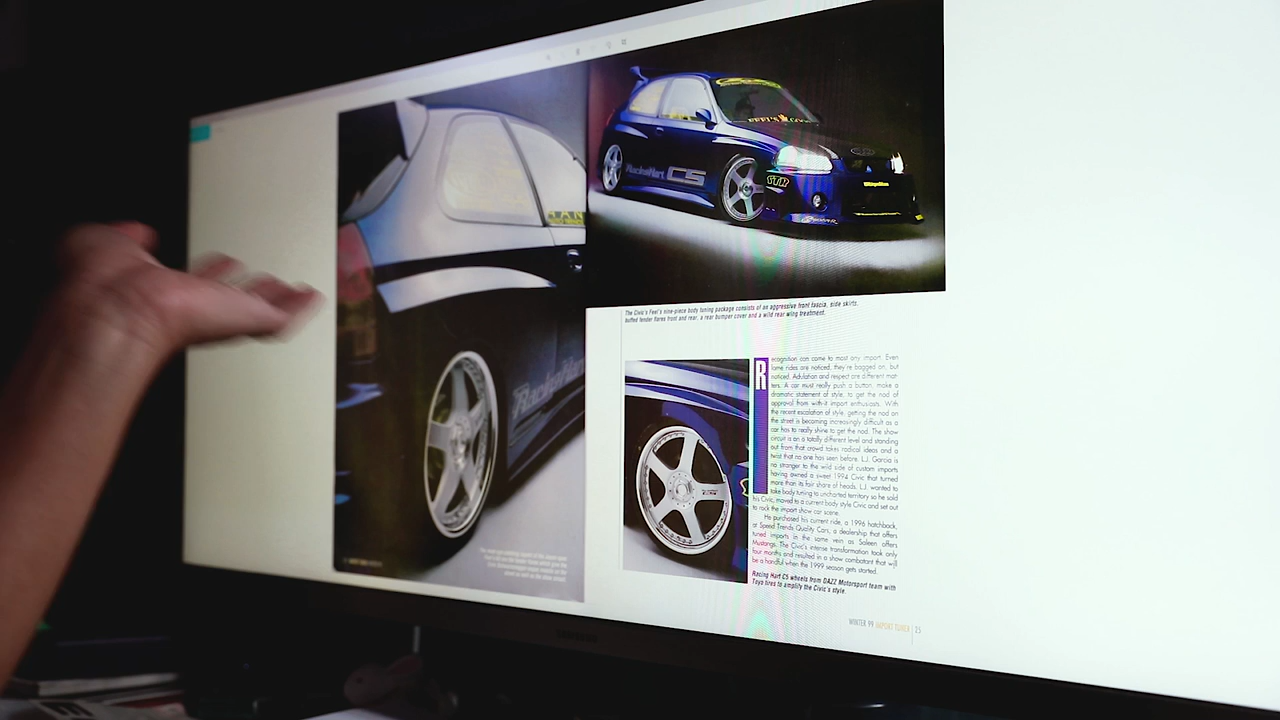 FEEL'S
RacingHart C5
GTR
The Civic's Feel's nine-piece body tuning package consists of an aggressive front fascia, side skirts,
buffed fender flares front and rear, a rear bumper cover and a wild rear wing treatment.
Recognition can come to most any import. Even
lame rides are noticed, they're bagged on, but
noticed. Adulation and respect are different mat-
ters. A car must really push a button, make a
dramatic statement of style, to get the nod of
approval from with-it import enthusiasts. With
the recent escalation of style, getting the nod on
the street is becoming increasingly difficult as a
car has to really shine to get the nod. The show
circuit is on a totally different level and standing
out from that crowd takes radical ideas and a
twist that no one has seen before. L.J. Garcia is
no stranger to the wild side of custom imports
having owned a sweet 1994 Civic that turned
more than its fair share of heads. L.J. wanted to
take body tuning to uncharted territory so he sold
his Civic, moved to a current body style Civic and set out
to rock the import show car scene.
He purchased his current ride, a 1996 hatchback,
at Speed Trends Quality Cars, a dealership that offers
tuned imports in the same vein as Saleen offers
Mustangs. The Civic's intense transformation took only
four months and resulted in a show combatant that will
be a handful when the 1999 season gets started.
Racing Hart C5 wheels from DAZZ Motorsport team with
Toyo tires to amplify the Civic's style.
WINTER 99 IMPORT TUNER 25